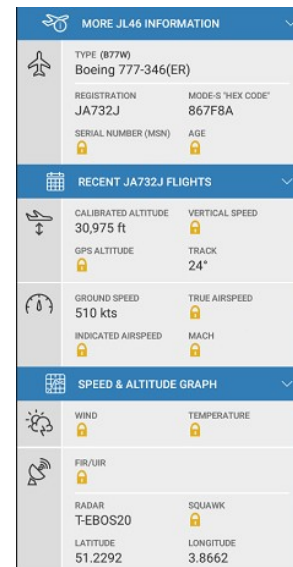 MORE JL46 INFORMATION
TYPE (B77W)
Boeing 777-346(ER)
REGISTRATION MODE-S "HEX CODE"
JA732J 867F8A
SERIAL NUMBER (MSN) AGE
RECENT JA732J FLIGHTS
CALIBRATED ALTITUDE VERTICAL SPEED
30,975 ft
GPS ALTITUDE TRACK
24°
GROUND SPEED TRUE AIRSPEED
510 kts
INDICATED AIRSPEED MACH
SPEED & ALTITUDE GRAPH
WIND TEMPERATURE
FIR/UIR
RADAR SQUAWK
T-EBOS20
LATITUDE LONGITUDE
51.2292 3.8662